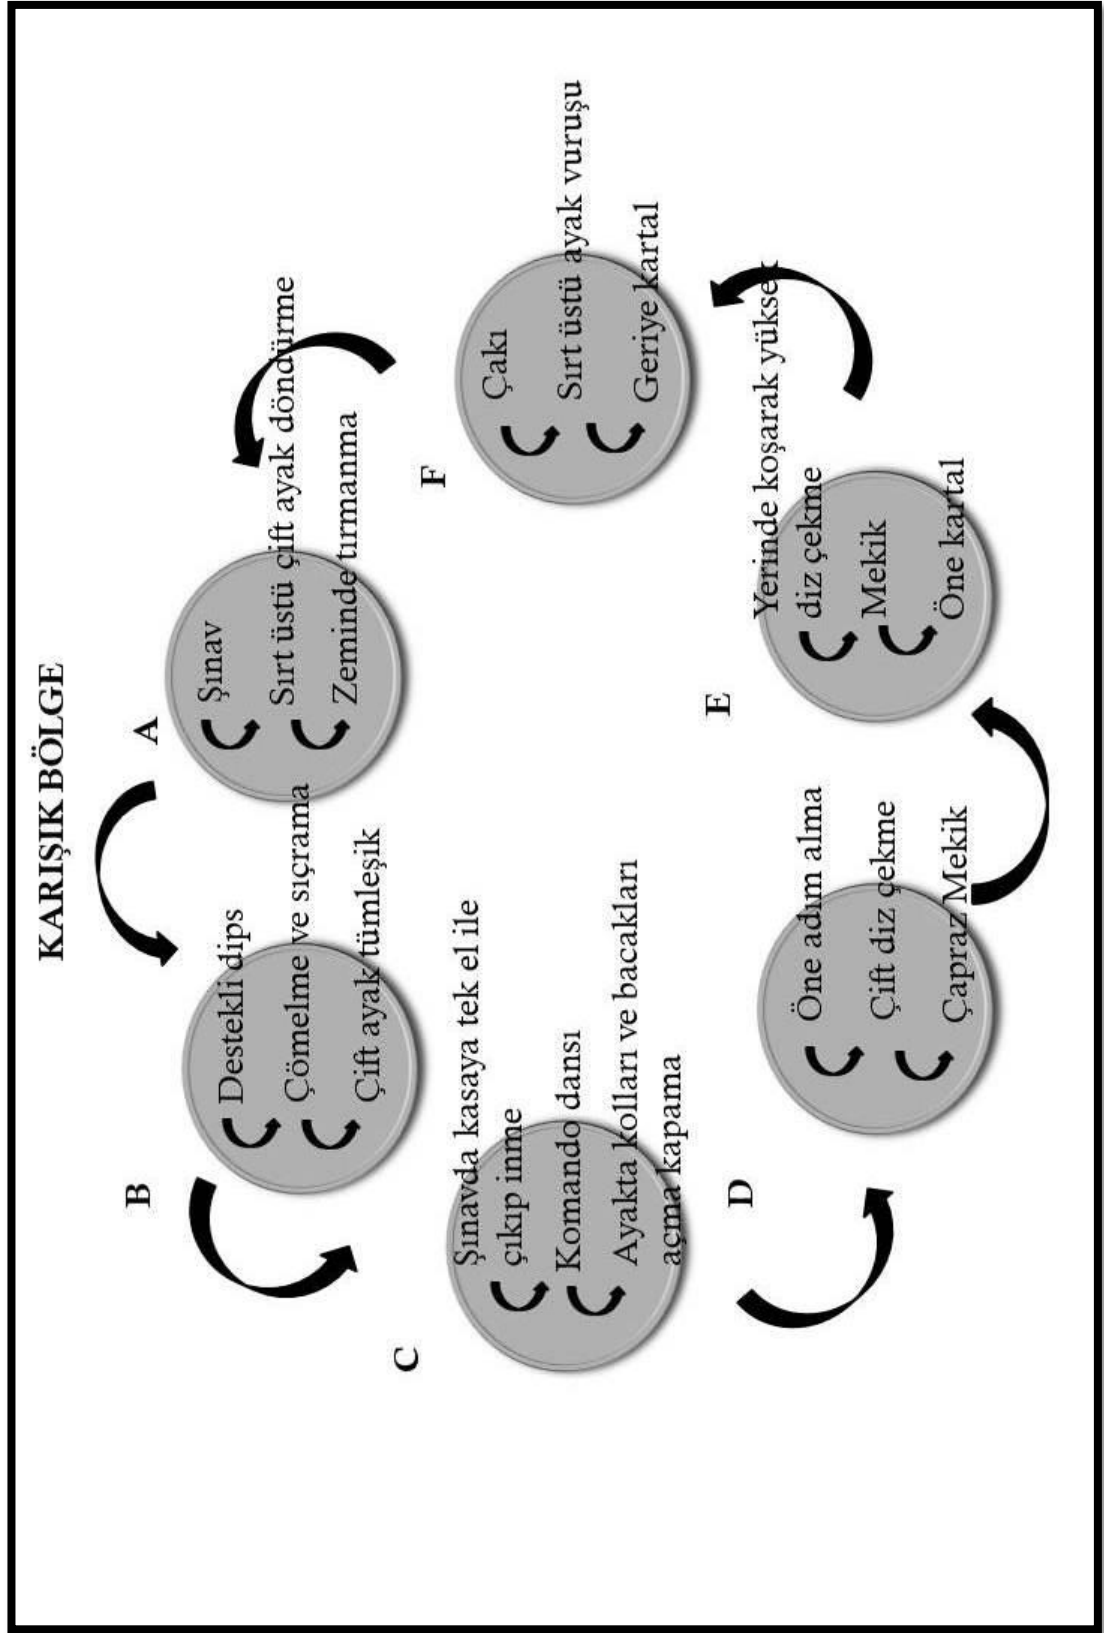 KARIŞIK BÖLGE
A
Şınav
Sırt üstü çift ayak döndürme
Zeminde tırmanma
B
Destekli dips
Çömelme ve sıçrama
Çift ayak tümleşik
C
Şınavda kasaya tek el ile
çıkıp inme
Komando dansı
Ayakta kolları ve bacakları
açma kapama
D
Öne adım alma
Çift diz çekme
Çapraz Mekik
E
Yerinde koşarak yüksek
diz çekme
Mekik
Öne kartal
F
Çakı
Sırt üstü ayak vuruşu
Geriye kartal